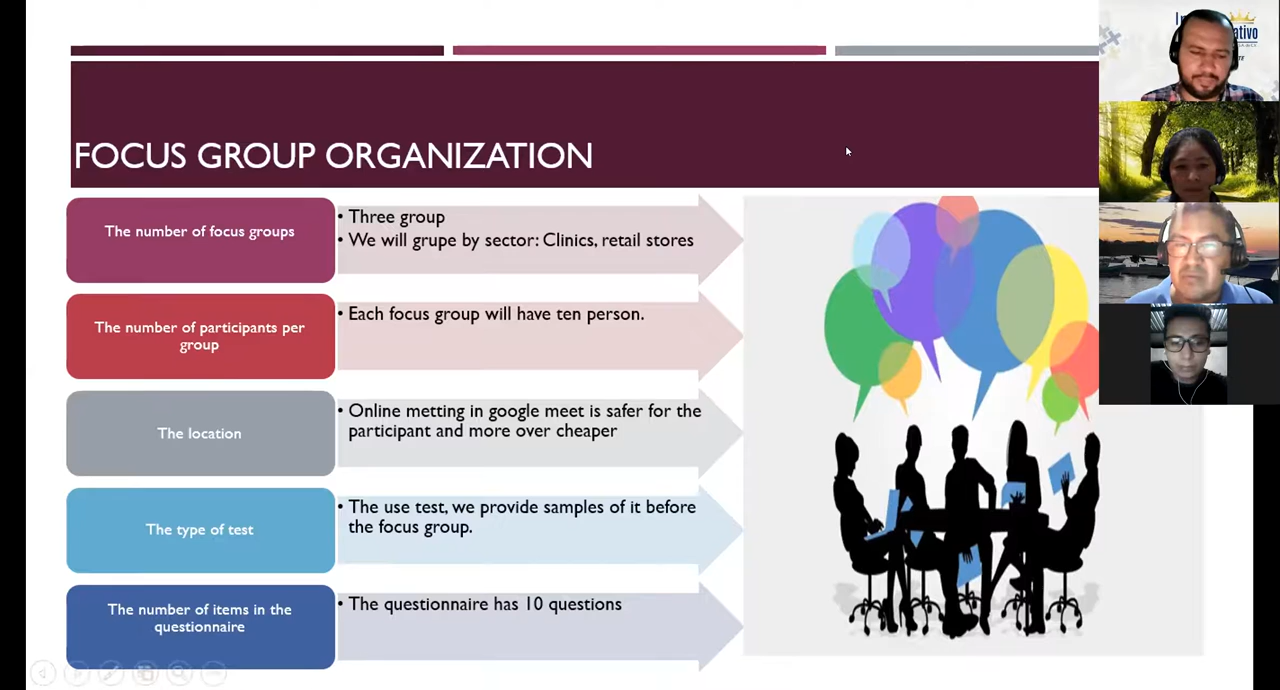 FOCUS GROUP ORGANIZATION
The number of focus groups
• Three group
• We will grupe by sector: Clinics, retail stores
The number of participants per
group
• Each focus group will have ten person.
The location
• Online metting in google meet is safer for the
participant and more over cheaper
The type of test
• The use test, we provide samples of it before
the focus group.
The number of items in the
questionnaire
• The questionnaire has 10 questions